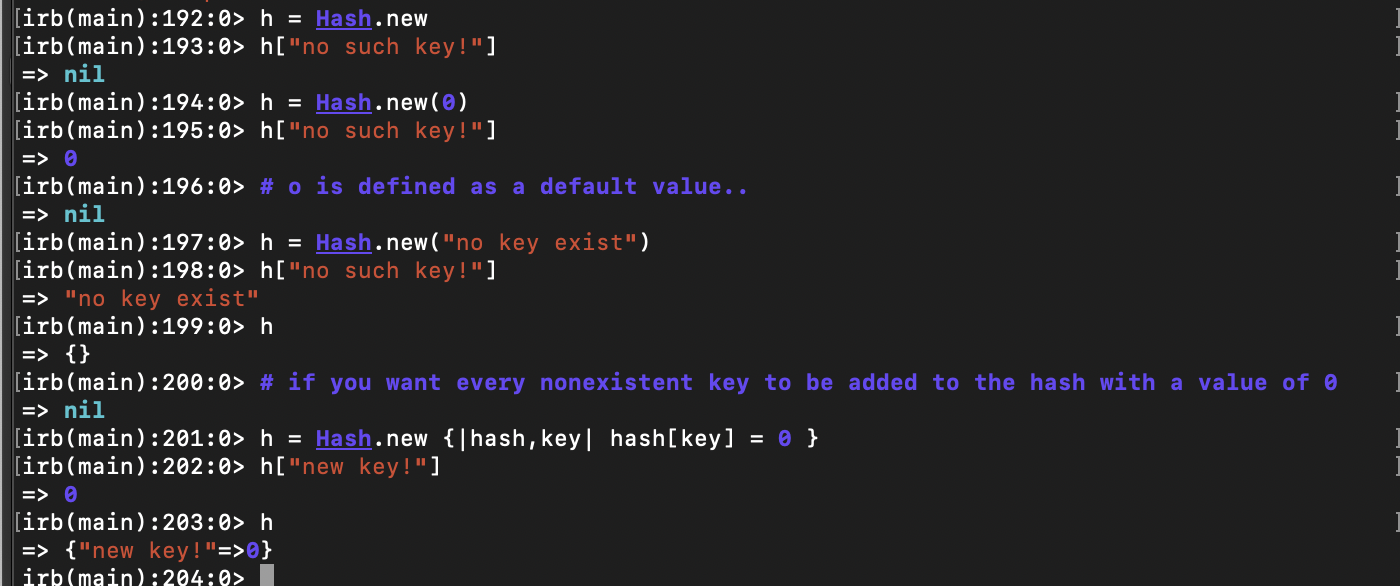 [irb(main):192:0> h = Hash.new ]
[irb(main):193:0> h["no such key!"] ]
=> nil
[irb(main):194:0> h = Hash.new(0) ]
[irb(main):195:0> h["no such key!"] ]
=> 0
[irb(main):196:0> # o is defined as a default value.. ]
=> nil
[irb(main):197:0> h = Hash.new("no key exist") ]
[irb(main):198:0> h["no such key!"] ]
=> "no key exist"
[irb(main):199:0> h ]
=> {}
[irb(main):200:0> # if you want every nonexistent key to be added to the hash with a value of 0 ]
=> nil
[irb(main):201:0> h = Hash.new {|hash,key| hash[key] = 0 } ]
[irb(main):202:0> h["new key!"] ]
=> 0
[irb(main):203:0> h ]
=> {"new key!"=>0}
irb(main):204:0>